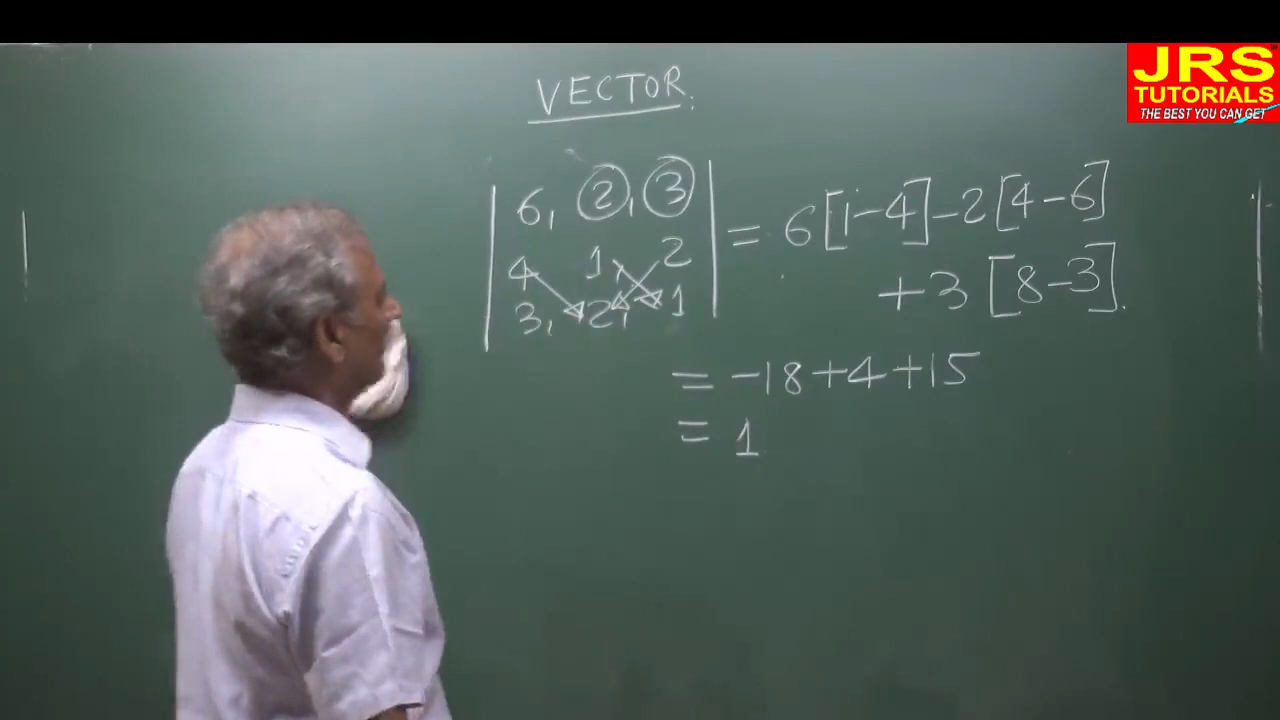 VECTOR.
JRS
TUTORIALS
THE BEST YOU CAN GET
6, 2, 3
4 1 2
3, 2, 1
= 6[1-4]-2[4-6]
+3 [8-3].
= -18+4+15
= 1